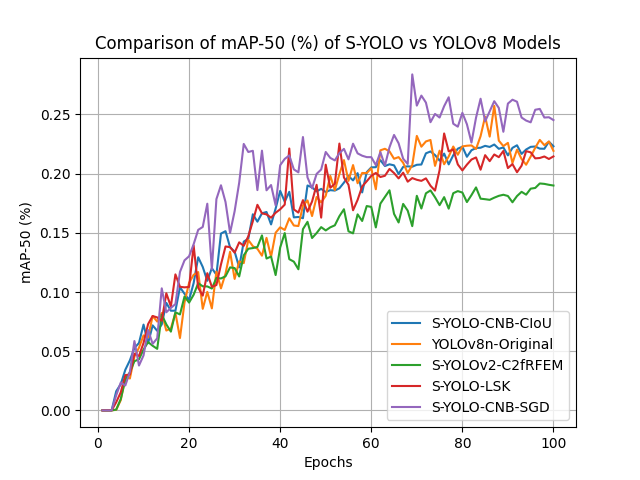 Comparison of mAP-50 (%) of S-YOLO vs YOLOv8 Models
mAP-50 (%)
0.25
0.20
0.15
0.10
0.05
0.00
S-YOLO-CNB-CIoU
YOLOv8n-Original
S-YOLOv2-C2fRFEM
S-YOLO-LSK
S-YOLO-CNB-SGD
0 20 40 60 80 100
Epochs